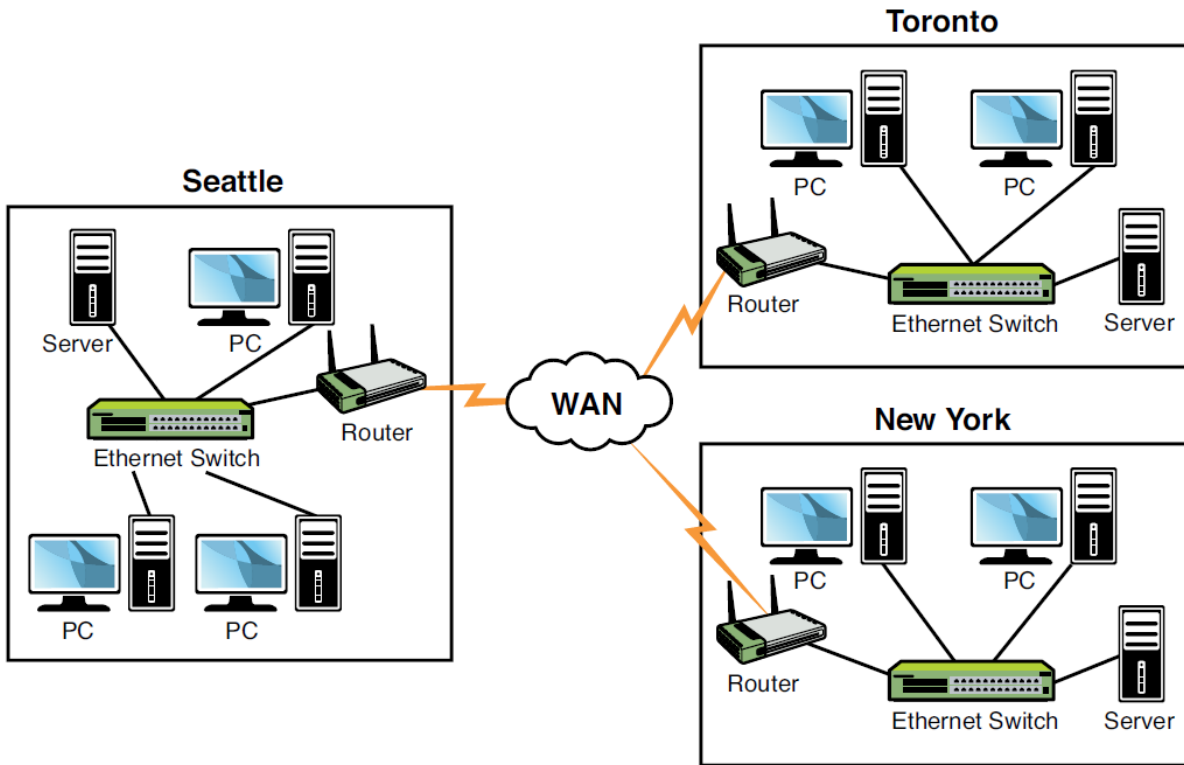 Seattle
Server
PC
Router
Ethernet Switch
PC
PC
WAN
Toronto
PC
PC
Router
Ethernet Switch
Server
New York
PC
PC
Router
Ethernet Switch
Server